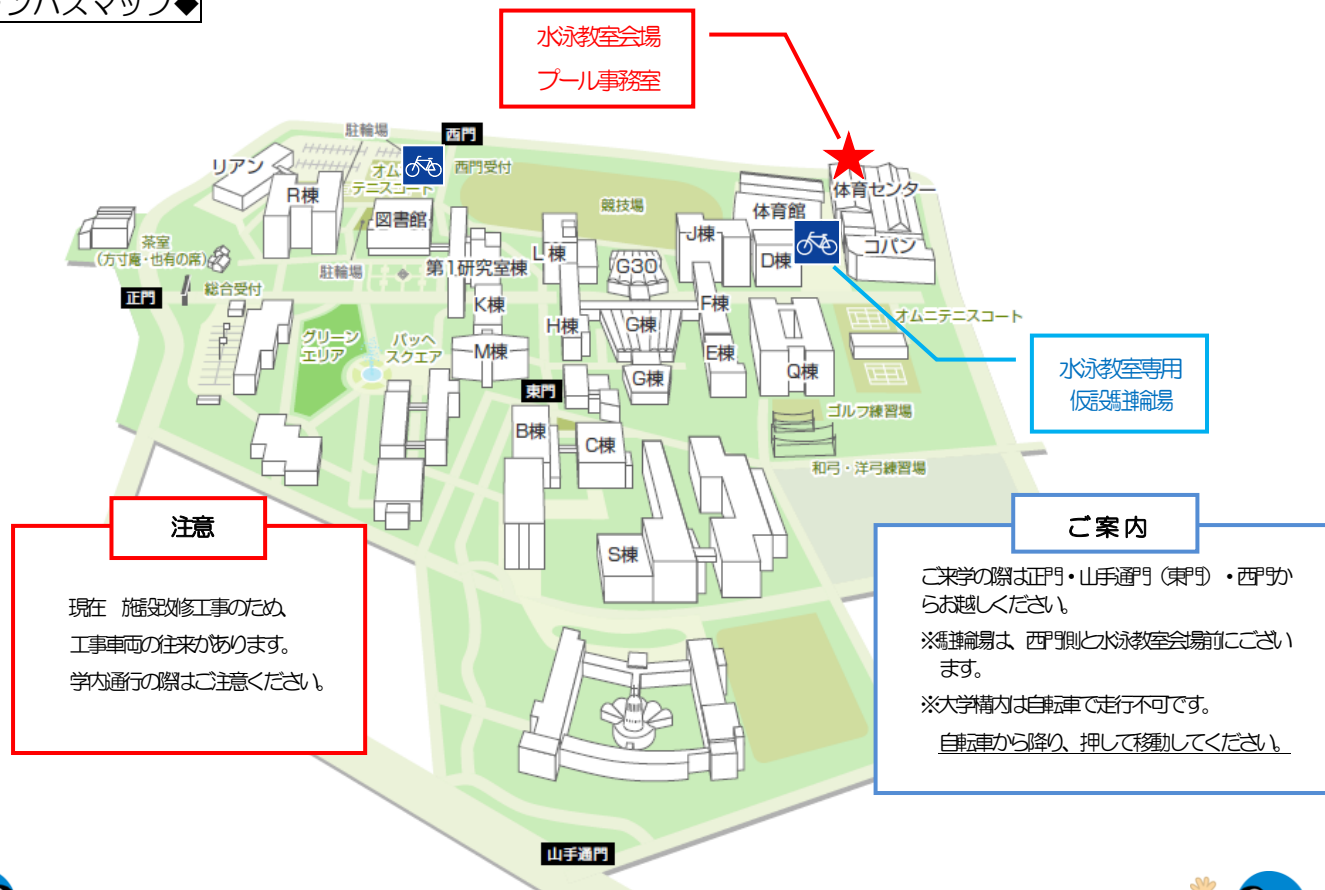 ンパスマップ◆
水泳教室会場
プール事務室
駐輪場
西門
リアン
オムニ
テニスコート
西門受付
R棟
図書館
競技場
体育館
体育センター
茶室
(方寸庵・也有の席)
駐輪場
第1研究室棟
L棟
G30
J棟
D棟
コパン
正門
総合受付
K棟
F棟
グリーン
エリア
バッヘ
スクエア
H棟
G棟
オムニテニスコート
M棟
E棟
Q棟
G棟
東門
水泳教室専用
仮設駐輪場
B棟
C棟
ゴルフ練習場
和弓・洋弓練習場
S棟
山手通門
注意
現在 施設改修工事のため、
工事車両の往来があります。
学内通行の際はご注意ください。
ご案内
ご来学の際は正門・山手通門(東門)・西門か
らお越しください。
※駐輪場は、西門側と水泳教室会場前にござい
ます。
※大学構内は自転車で走行不可です。
自転車から降り、押して移動してください。